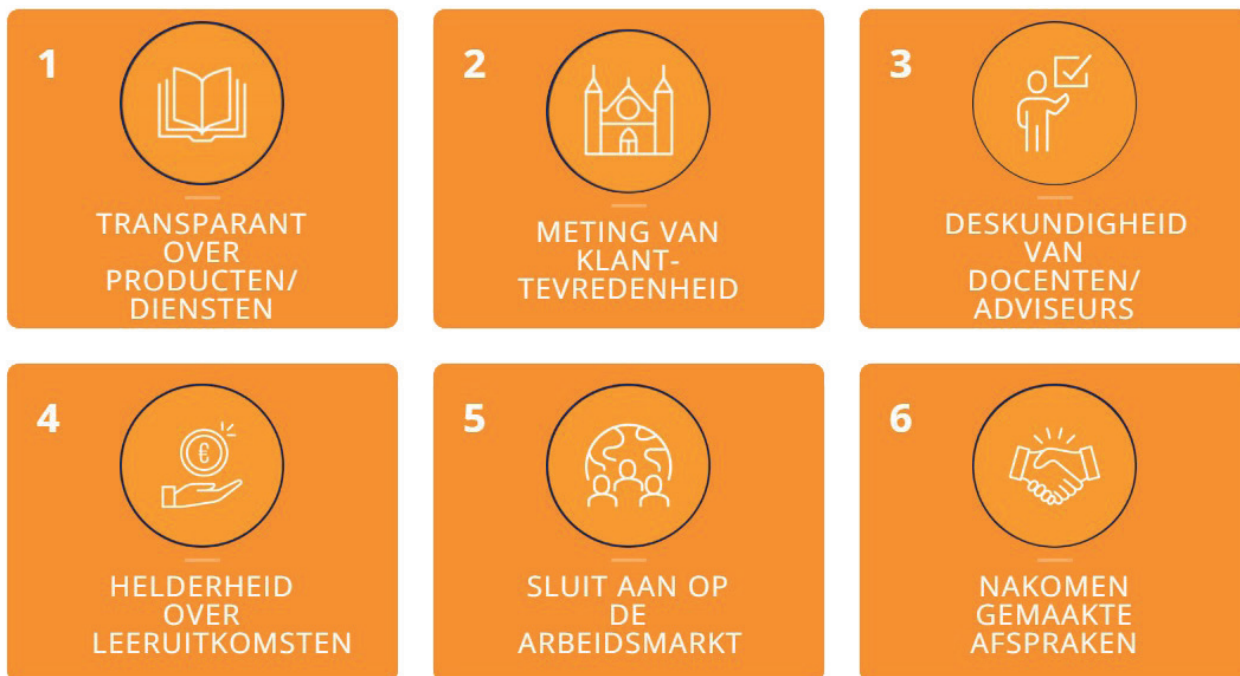 1
TRANSPARANT
OVER
PRODUCTEN/
DIENSTEN
2
METING VAN
KLANT-
TEVREDENHEID
3
DESKUNDIGHEID
VAN
DOCENTEN/
ADVISEURS
4
€
HELDERHEID
OVER
LEERUITKOMSTEN
5
SLUIT AAN OP
DE
ARBEIDSMARKT
6
NAKOMEN
GEMAAKTE
AFSPRAKEN